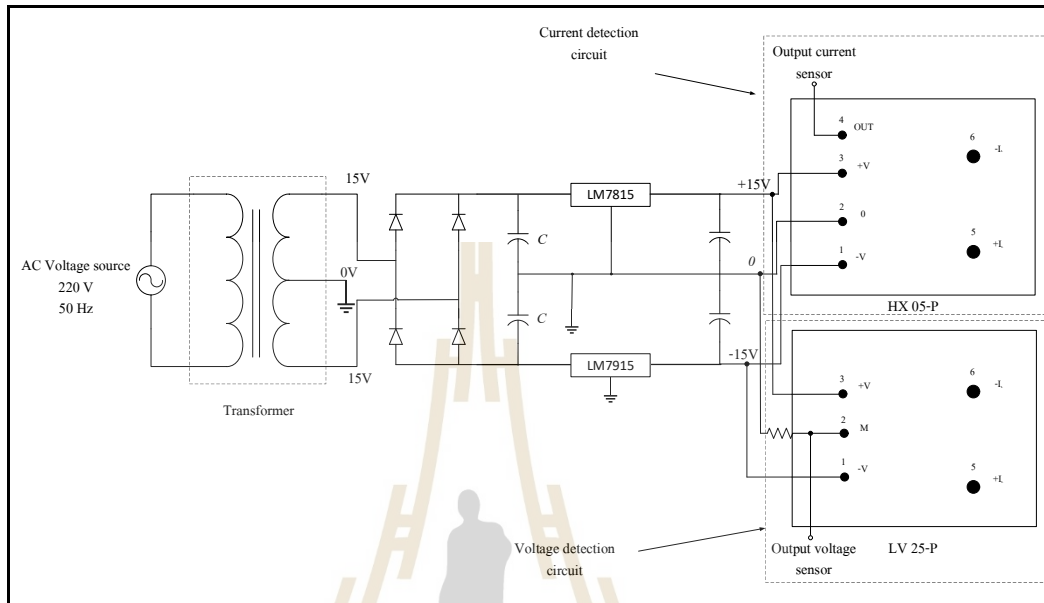 Current detection
circuit
Output current
sensor
4
OUT
3
+V
2
0
1
-V
6
-I.
5
+I.
HX 05-P
AC Voltage source
220 V
50 Hz
15V
0V
15V
Transformer
C
C
LM7815
LM7915
+15V
0
-15V
3
+V
2
M
1
-V
6
-I.
5
+I.
LV 25-P
Output voltage
sensor
Voltage detection
circuit